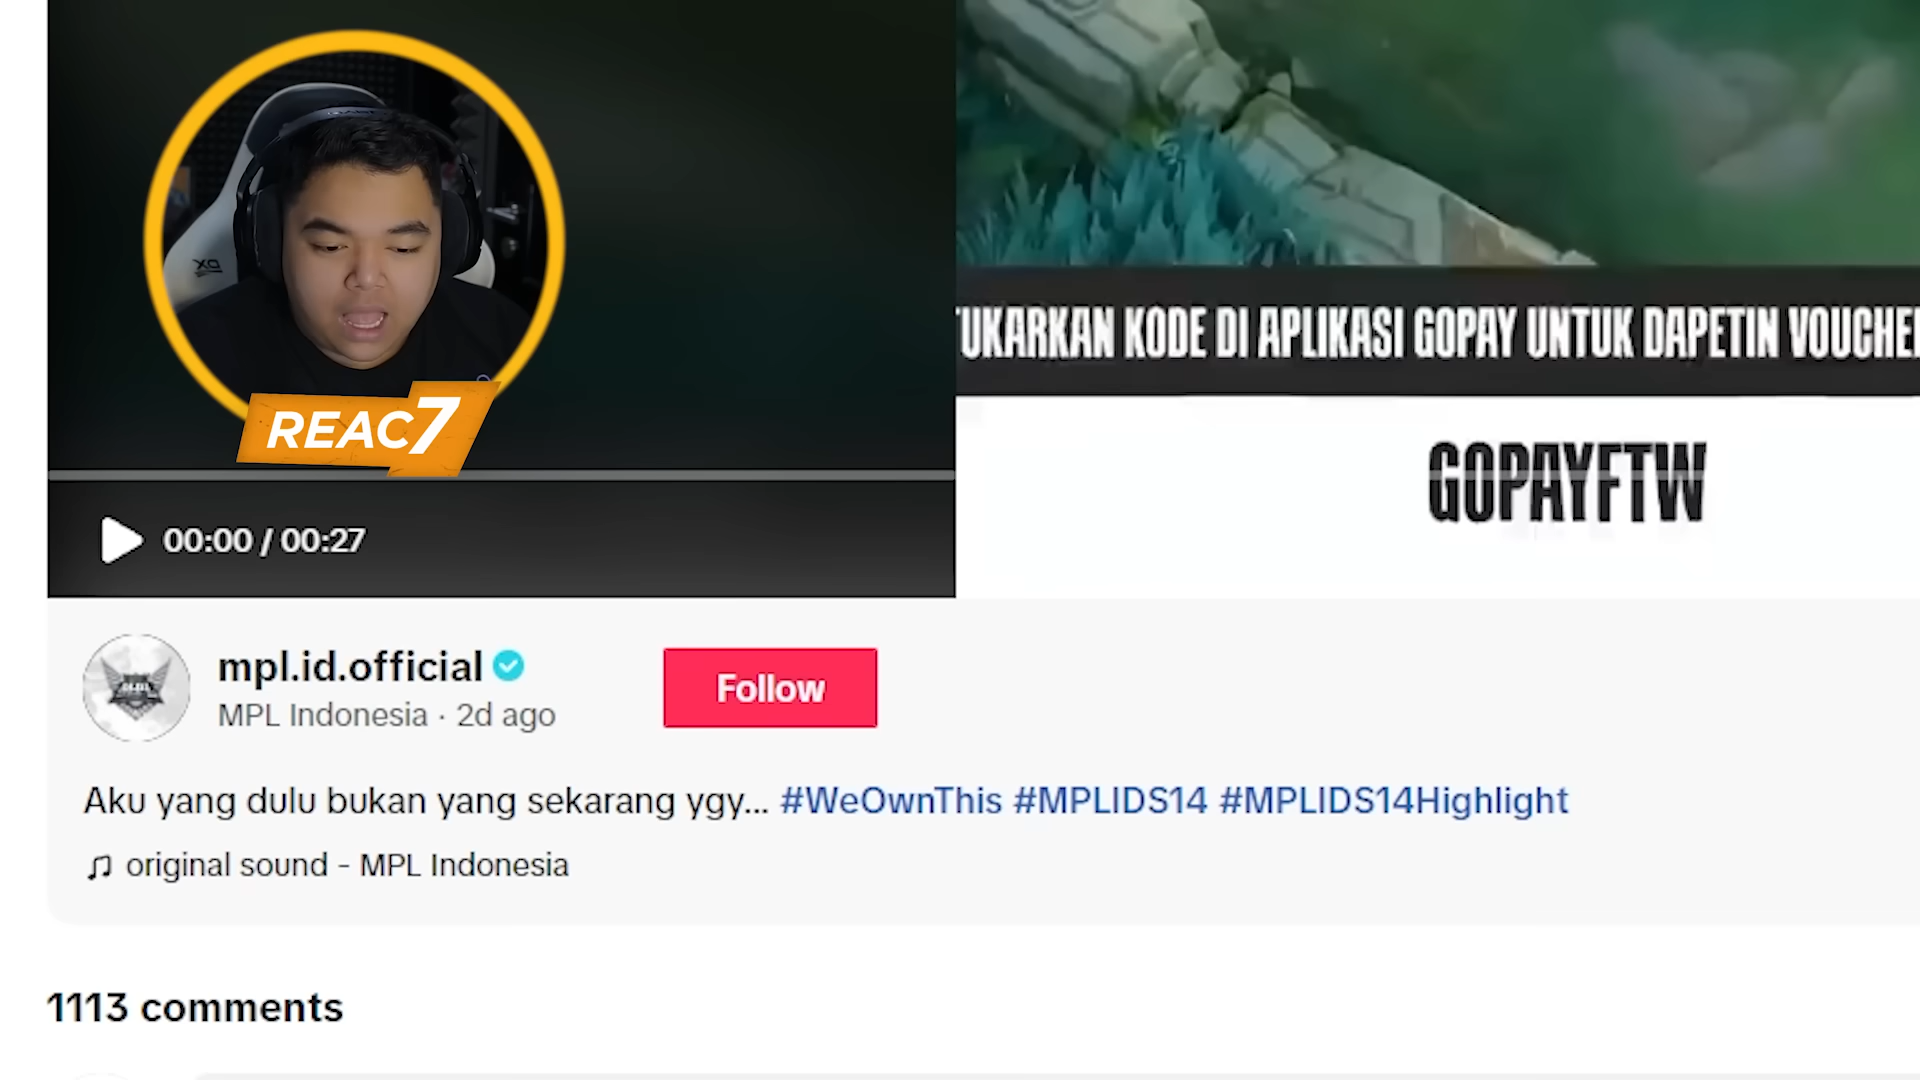 REAC7
TUKARKAN KODE DI APLIKASI GOPAY UNTUK DAPETIN VOUCHE
GOPAYFTW
00:00 / 00:27
mpl.id.official
MPL Indonesia · 2d ago
Follow
Aku yang dulu bukan yang sekarang ygy... #WeOwnThis #MPLIDS14 #MPLIDS14Highlight
original sound - MPL Indonesia
1113 comments